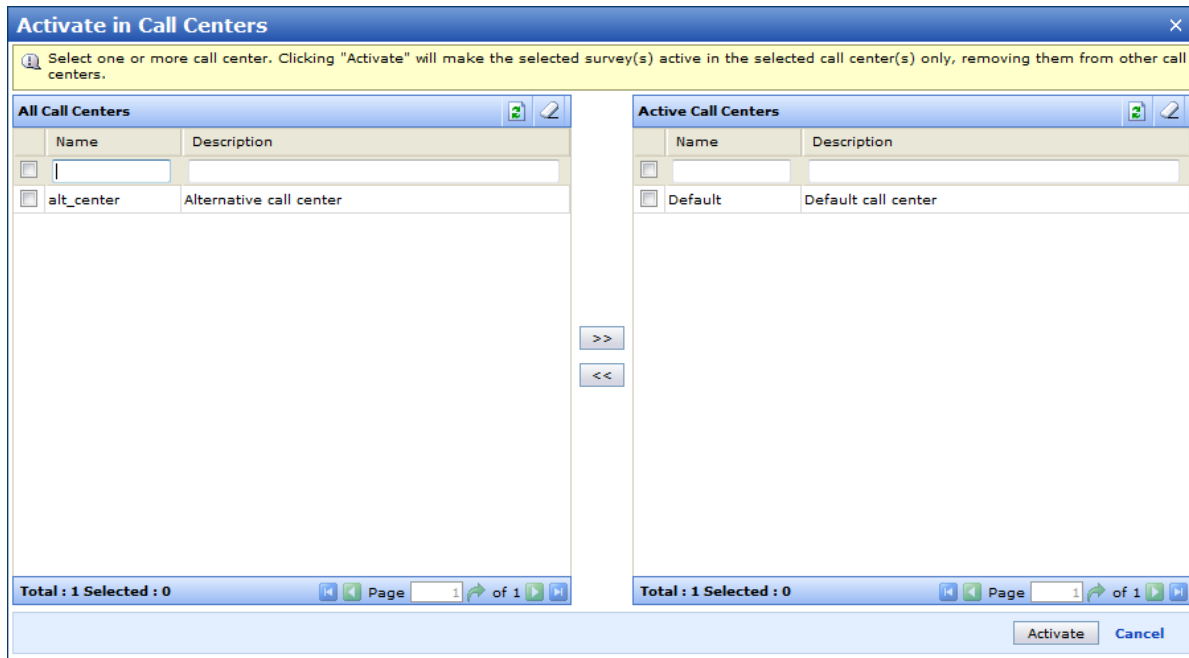 Activate in Call Centers
Select one or more call center. Clicking "Activate" will make the selected survey(s) active in the selected call center(s) only, removing them from other call
centers.
All Call Centers
Name Description
alt_center Alternative call center
Total : 1 Selected : 0 Page 1 of 1
>>
<<
Active Call Centers
Name Description
Default Default call center
Total : 1 Selected : 0 Page 1 of 1
Activate Cancel